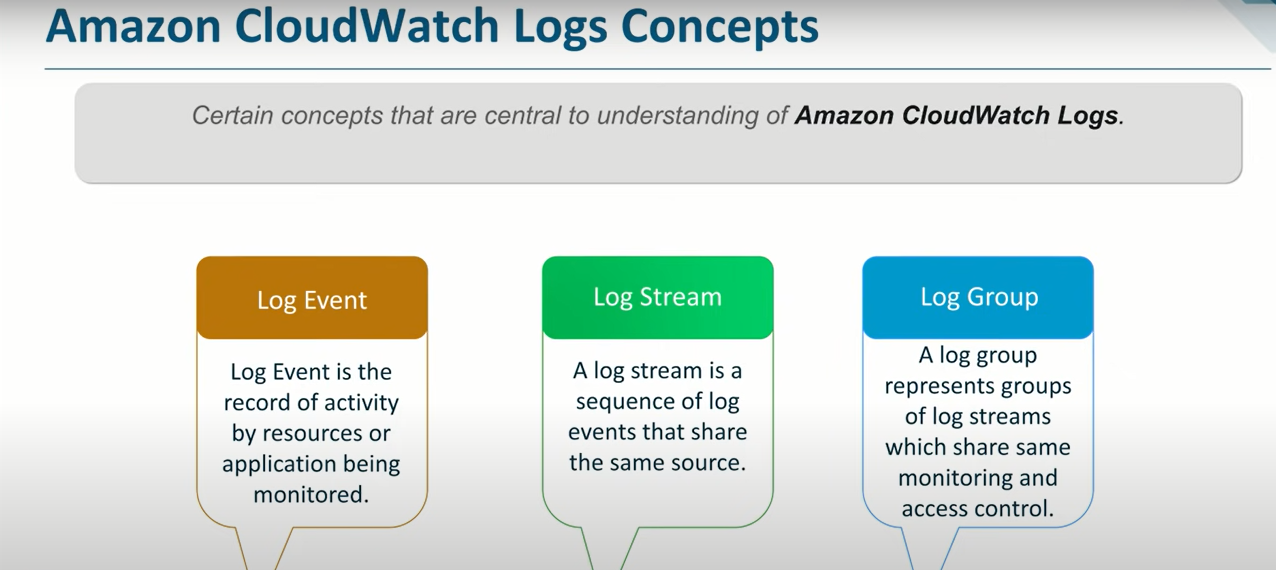 Amazon CloudWatch Logs Concepts
Certain concepts that are central to understanding of Amazon CloudWatch Logs.
Log Event
Log Event is the
record of activity
by resources or
application being
monitored.
Log Stream
A log stream is a
sequence of log
events that share
the same source.
Log Group
A log group
represents groups
of log streams
which share same
monitoring and
access control.